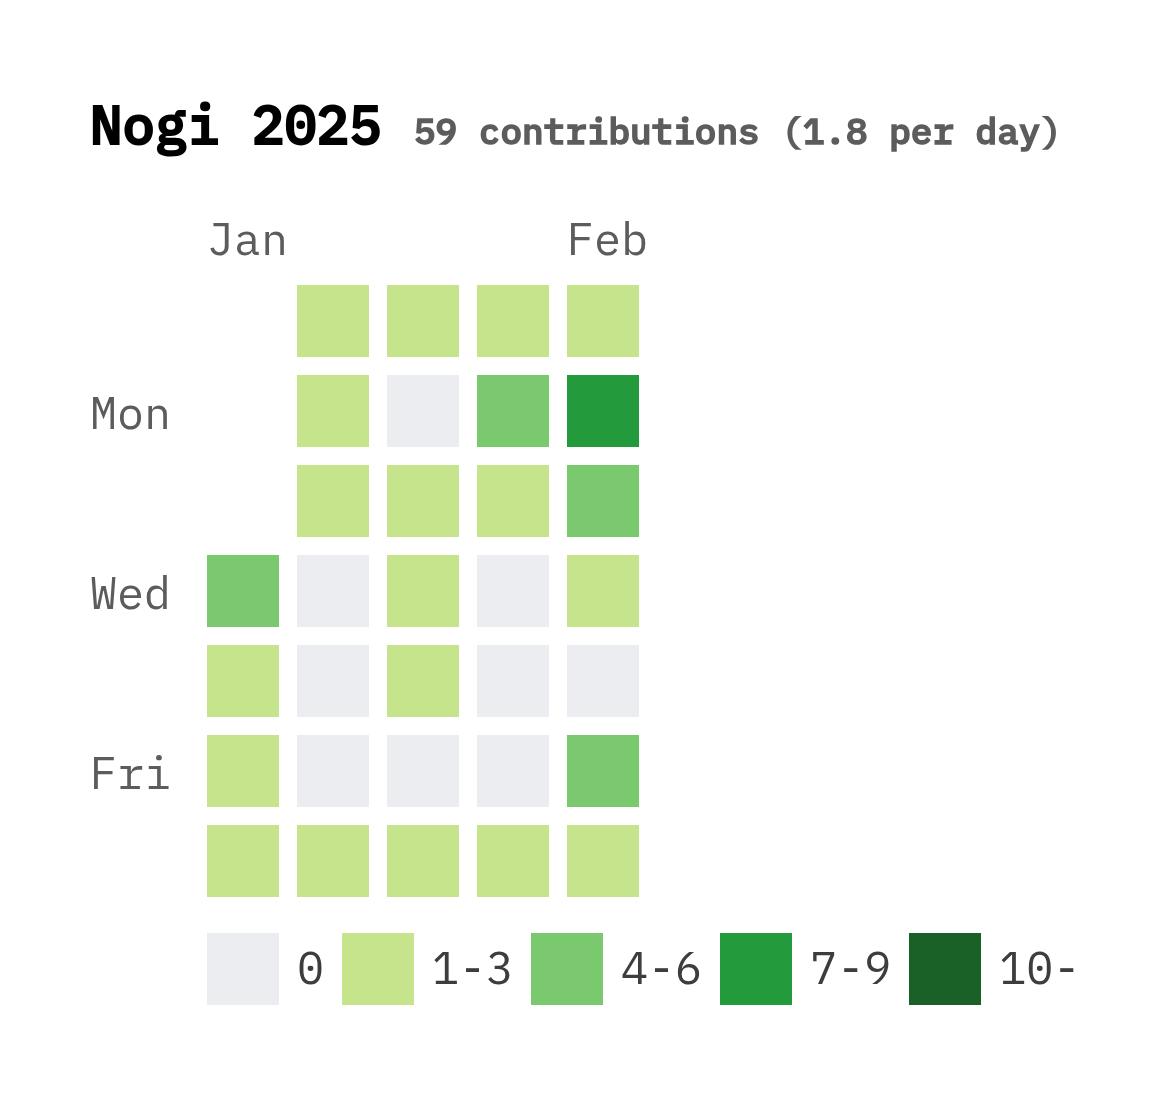 Nogi 2025 59 contributions (1.8 per day)
Jan Feb
Mon
Wed
Fri
0 1-3 4-6 7-9 10-